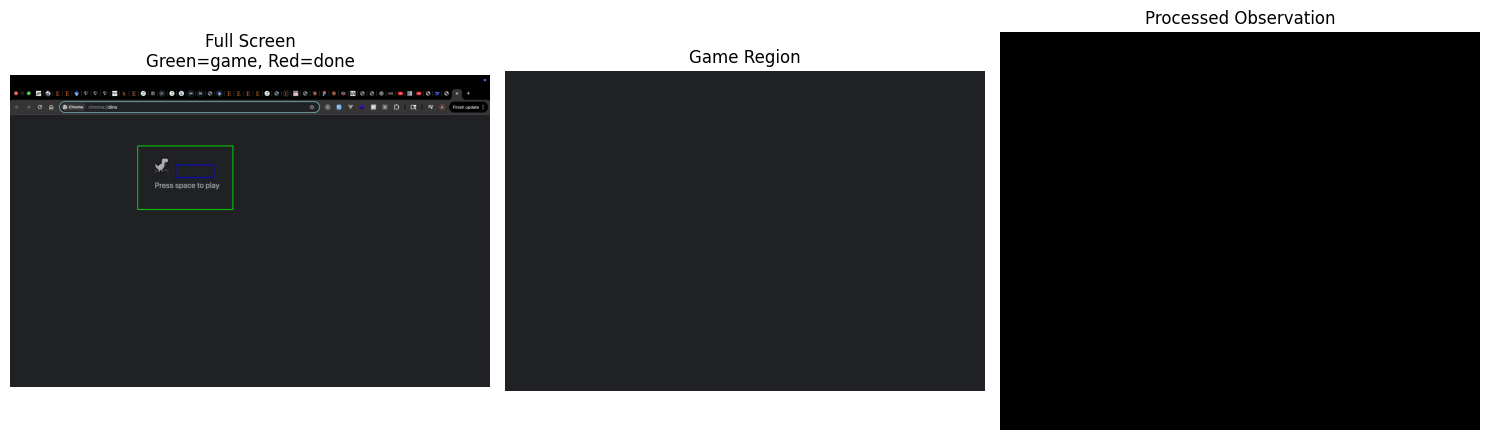 Full Screen
Green=game, Red=done
Game Region
Processed Observation
Chrome chrome://dino
Finish update
Press space to play